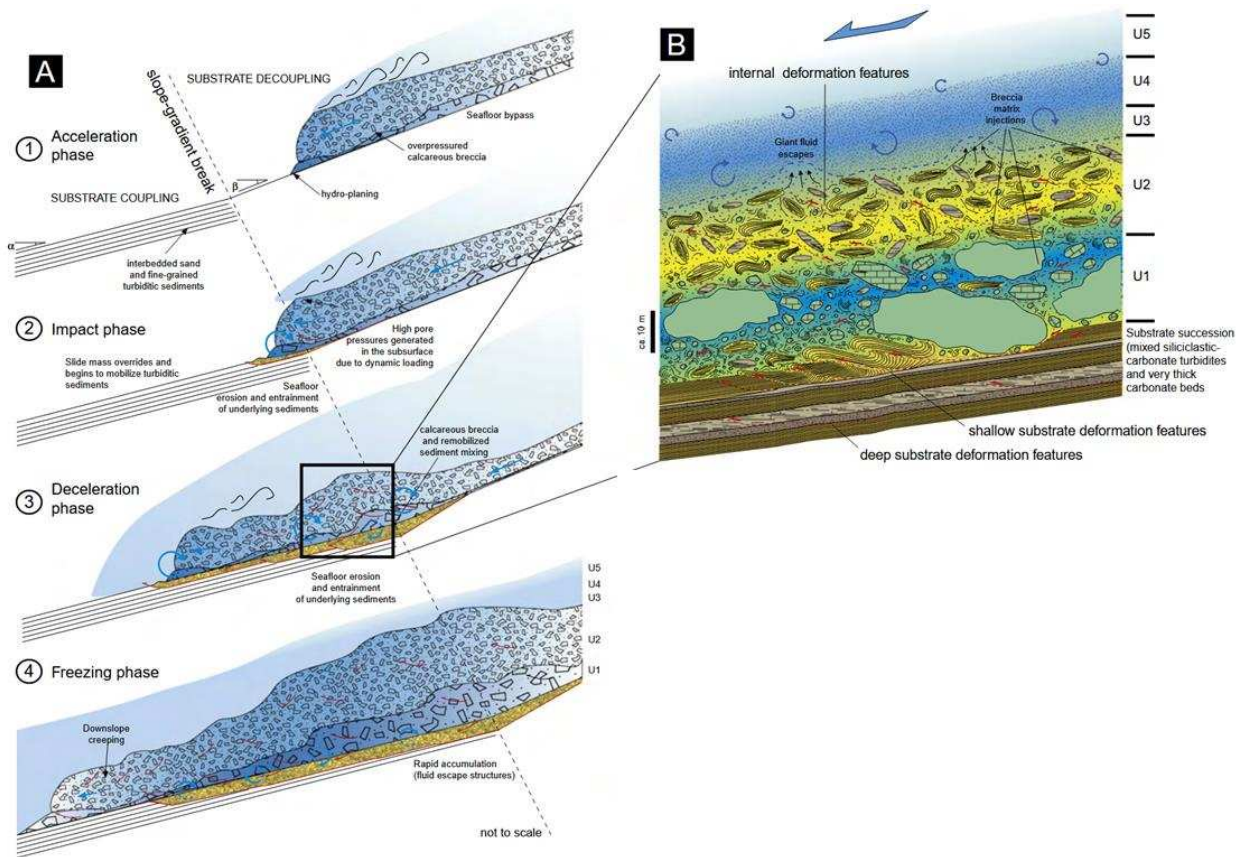 A
SUBSTRATE DECOUPLING
slope-gradient break
1 Acceleration
phase
Seafloor bypass
overpressured
calcareous breccia
β
hydro-planing
SUBSTRATE COUPLING
α
interbedded sand
and fine-grained
turbiditic sediments
2 Impact phase
Slide mass overrides and
begins to mobilize turbiditic
sediments
High pore
pressures generated
in the subsurface
due to dynamic loading
Seafloor
erosion and entrainment
of underlying sediments
calcareous breccia
and remobilized
sediment mixing
3 Deceleration
phase
Seafloor erosion
and entrainment
of underlying sediments
U5
U4
U3
U2
U1
4 Freezing phase
Downslope
creeping
Rapid accumulation
(fluid escape structures)
not to scale
B
internal deformation features
Breccia
matrix
injections
Giant fluid
escapes
U5
U4
U3
U2
U1
ca 10 m
Substrate succession
(mixed siliciclastic-
carbonate turbidites
and very thick
carbonate beds
shallow substrate deformation features
deep substrate deformation features